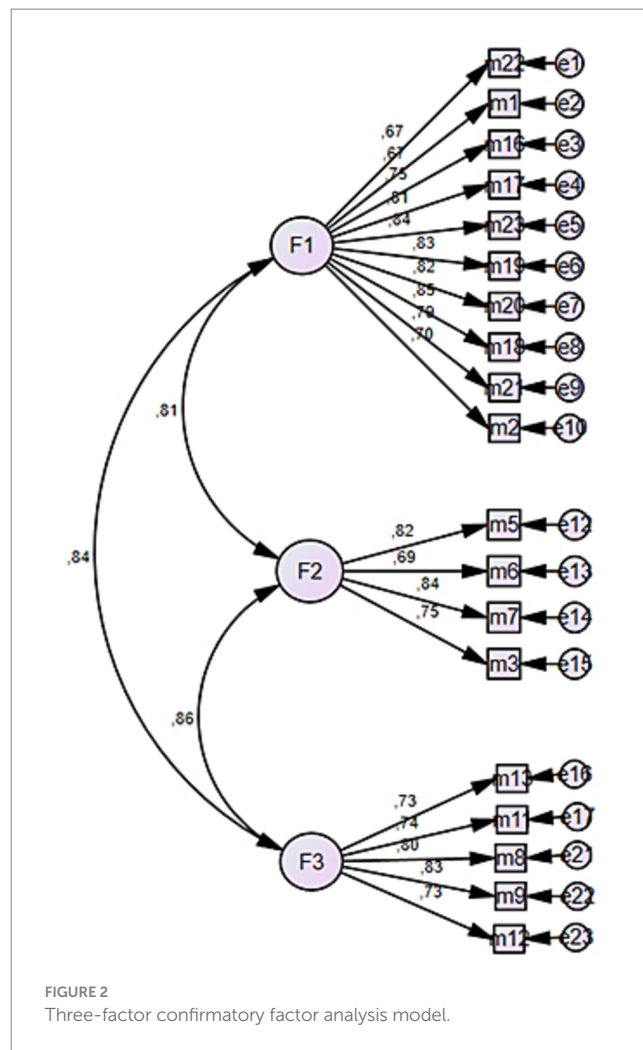 m22 e1
m1 e2
,67
m16 e3
,67
,75
m17 e4
,81
,84
m23 e5
F1
,83
m19 e6
,82
,85
m20 e7
,79
,70
m18 e8
m21 e9
,81
m2 e10
m5 e12
,82
,69
,84
F2
m6 e13
,84
,75
m7 e14
m3 e15
,86
m13 e16
,73
,74
m11 e17
,80
F3
m8 e21
,83
,73
m9 e22
m12 e23
FIGURE 2
Three-factor confirmatory factor analysis model.